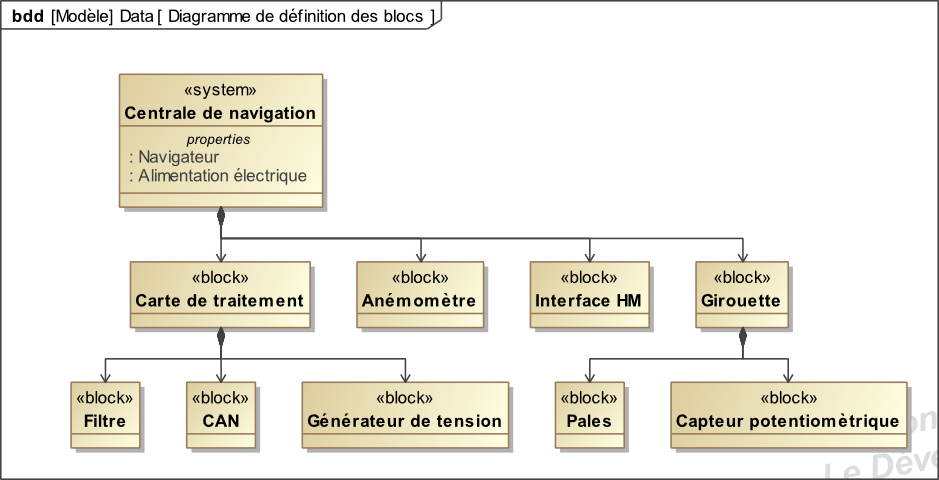 bdd [Modèle] Data [ Diagramme de définition des blocs ]
«system»
Centrale de navigation
properties
: Navigateur
: Alimentation électrique
«block»
Carte de traitement
«block»
Anémomètre
«block»
Interface HM
«block»
Girouette
«block»
Filtre
«block»
CAN
«block»
Générateur de tension
«block»
Pales
«block»
Capteur potentiomètrique
Le